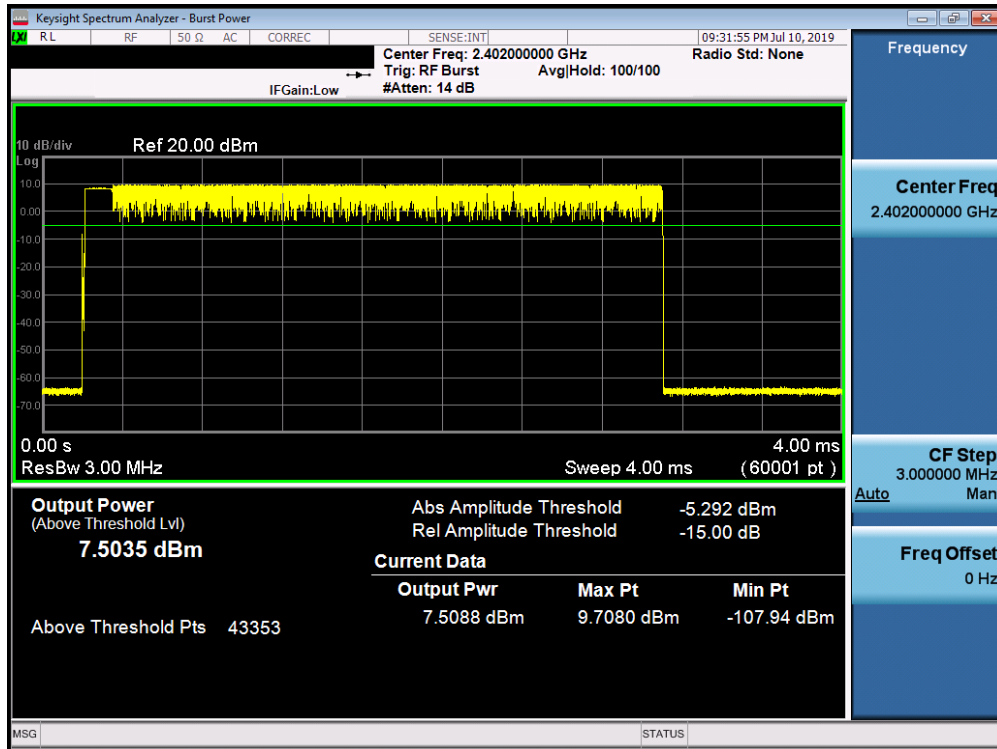 Keysight Spectrum Analyzer - Burst Power
LXI RL RF 50 Ω AC CORREC SENSE:INT 09:31:55 PM Jul 10, 2019
Center Freq: 2.402000000 GHz Radio Std: None
Trig: RF Burst Avg|Hold: 100/100
IFGain:Low #Atten: 14 dB
10 dB/div Ref 20.00 dBm
Log
10.0
0.00
-10.0
-20.0
-30.0
-40.0
-50.0
-60.0
-70.0
0.00 s 4.00 ms
ResBw 3.00 MHz Sweep 4.00 ms (60001 pt )
Output Power
(Above Threshold Lvl)
7.5035 dBm
Above Threshold Pts 43353
Abs Amplitude Threshold -5.292 dBm
Rel Amplitude Threshold -15.00 dB
Current Data
Output Pwr Max Pt Min Pt
7.5088 dBm 9.7080 dBm -107.94 dBm
Frequency
Center Freq
2.402000000 GHz
CF Step
3.000000 MHz
Auto Man
Freq Offset
0 Hz
MSG STATUS